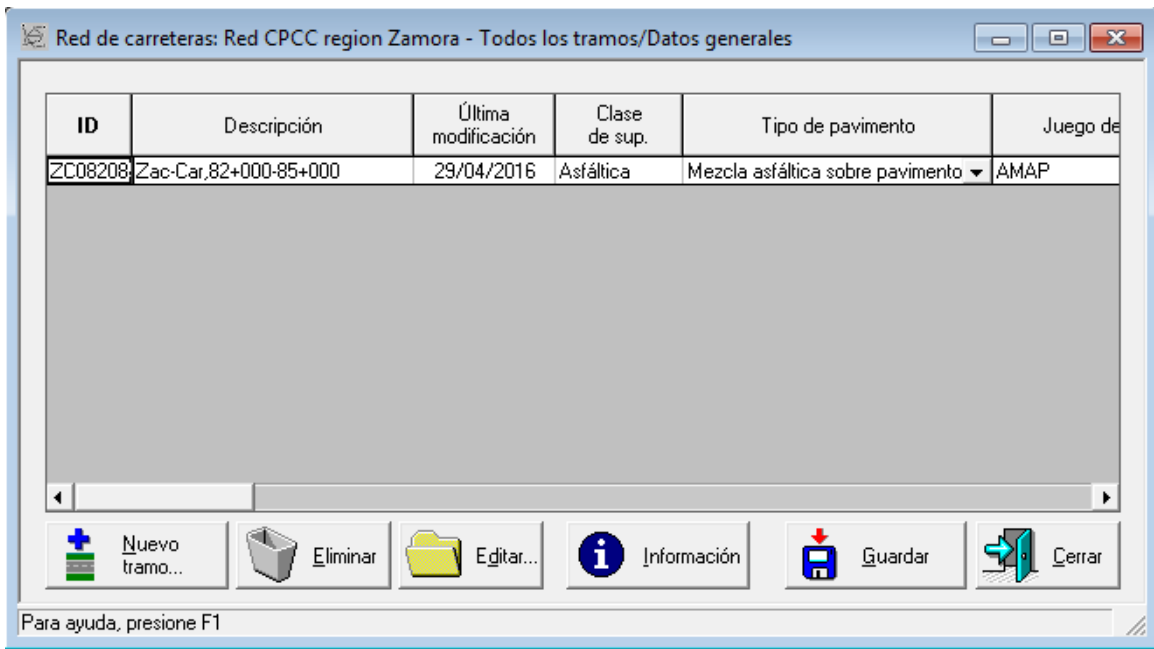 Red de carreteras: Red CPCC region Zamora - Todos los tramos/Datos generales
ID
Descripción
Última
modificación
Clase
de sup.
Tipo de pavimento
Juego de
ZC08208
Zac-Car,82+000-85+000
29/04/2016
Asfáltica
Mezcla asfáltica sobre pavimento
AMAP
Nuevo
tramo...
Eliminar
Editar...
Información
Guardar
Cerrar
Para ayuda, presione F1